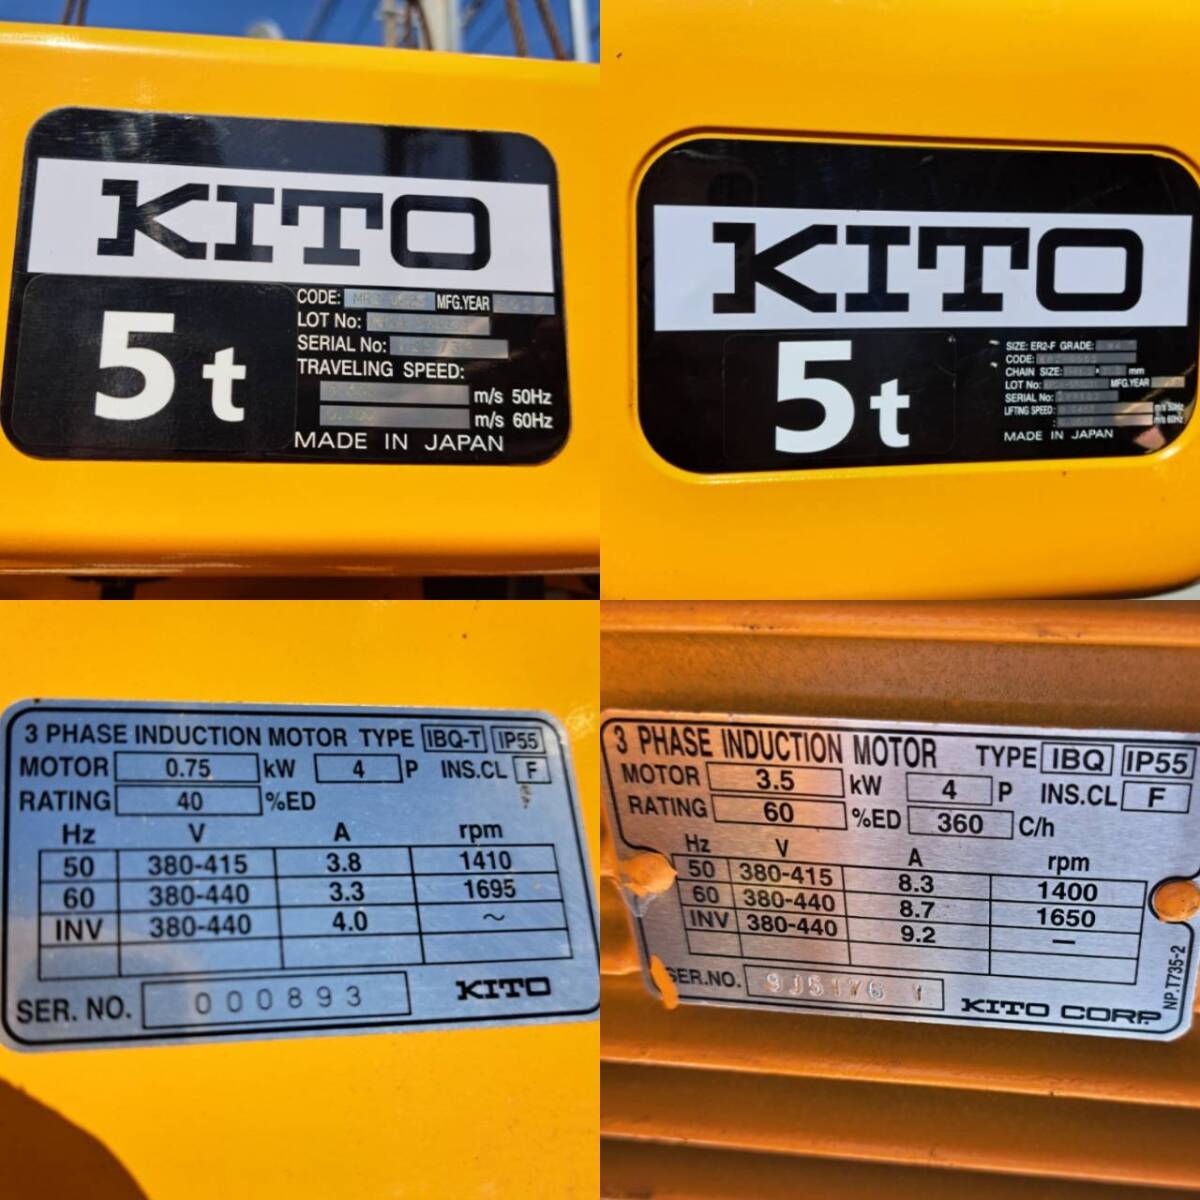 KITO
5t
CODE:
MFG.YEAR
LOT No:
SERIAL No:
TRAVELING SPEED:
m/s 50Hz
m/s 60Hz
MADE IN JAPAN
KITO
5t
SIZE: ER2-F GRADE:
CODE:
CHAIN SIZE: mm
LOT No: MFG.YEAR
SERIAL No:
LIFTING SPEED: m/s 50Hz
: m/s 60Hz
MADE IN JAPAN
3 PHASE INDUCTION MOTOR TYPE IBQ-T IP55
MOTOR 0.75 kW 4 P INS.CL F
RATING 40 %ED
Hz V A rpm
50 380-415 3.8 1410
60 380-440 3.3 1695
INV 380-440 4.0 ~
SER. NO. 000893 KITO
3 PHASE INDUCTION MOTOR TYPE IBQ IP55
MOTOR 3.5 kW 4 P INS.CL F
RATING 60 %ED 360 C/h
Hz V A rpm
50 380-415 8.3 1400
60 380-440 8.7 1650
INV 380-440 9.2 —
SER.NO. KITO CORP.
NP.T735-2